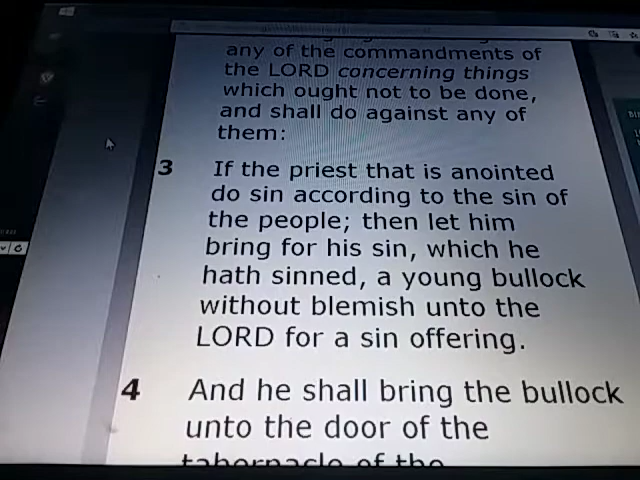 any of the commandments of
the LORD concerning things
which ought not to be done,
and shall do against any of
them:
3 If the priest that is anointed
do sin according to the sin of
the people; then let him
bring for his sin, which he
hath sinned, a young bullock
without blemish unto the
LORD for a sin offering.
4 And he shall bring the bullock
unto the door of the
tabernacle of the